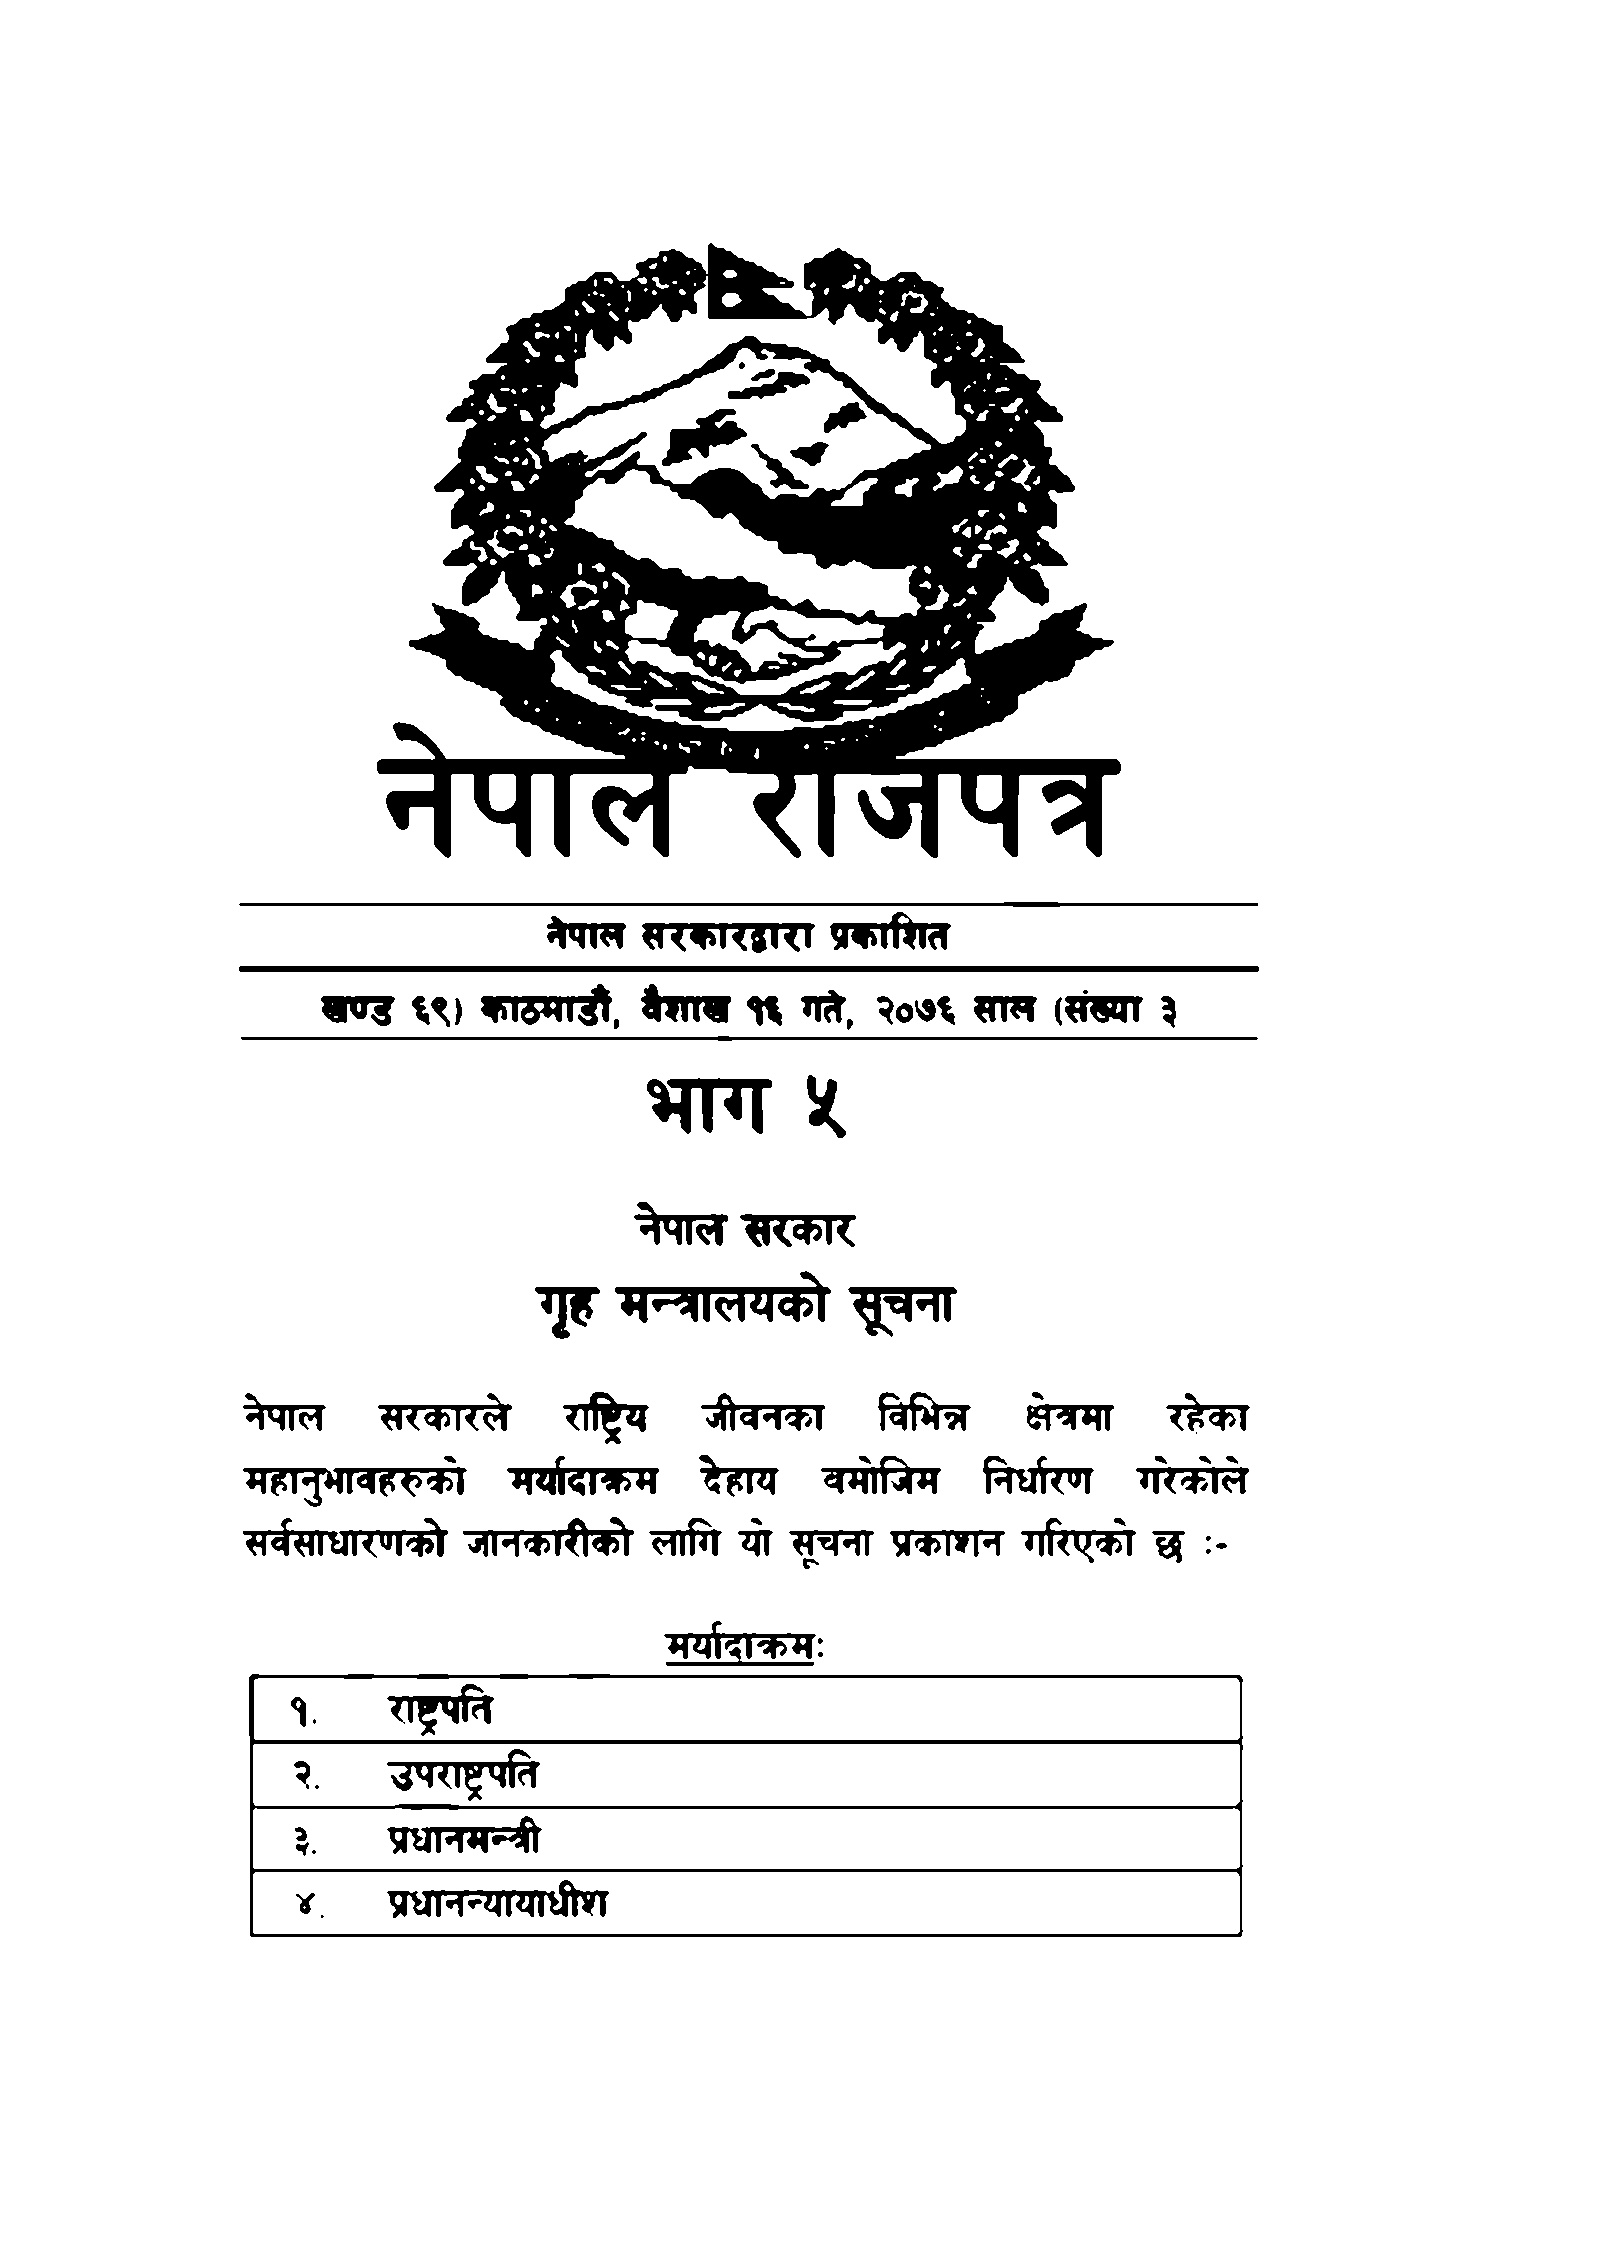 नेपाल राजपत्र
नेपाल सरकारद्वारा प्रकाशित
खण्ड ६९) काठमाडौं, वैशाख १६ गते, २०७६ साल (संख्या ३
भाग ५
नेपाल सरकार
गृह मन्त्रालयको सूचना
नेपाल सरकारले राष्ट्रिय जीवनका विभिन्न क्षेत्रमा रहेका
महानुभावहरुको मर्यादाक्रम देहाय वमोजिम निर्धारण गरेकोले
सर्वसाधारणको जानकारीको लागि यो सूचना प्रकाशन गरिएको छ :-
मर्यादाक्रम:
१. राष्ट्रपति
२. उपराष्ट्रपति
३. प्रधानमन्त्री
४. प्रधानन्यायाधीश